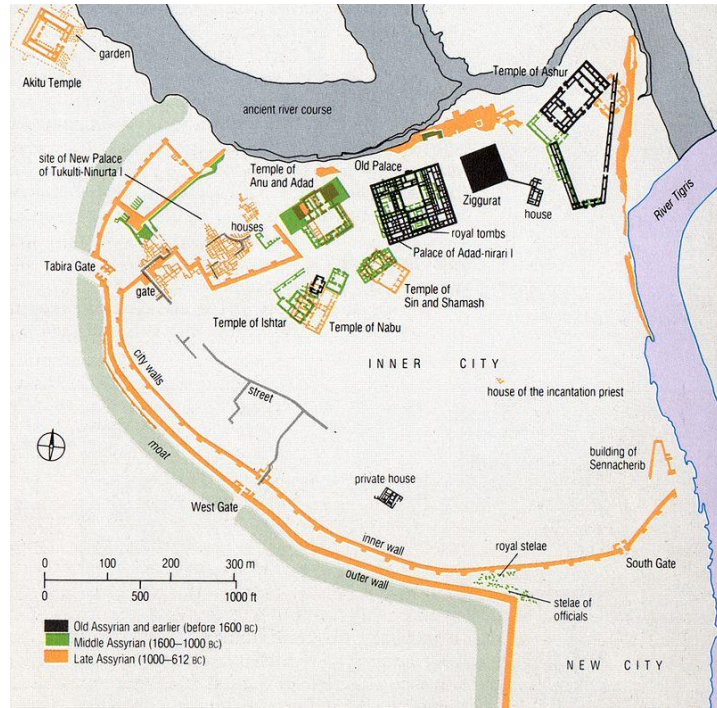 garden
Akitu Temple
Temple of Ashur
ancient river course
site of New Palace
of Tukulti-Ninurta I
Temple of
Anu and Adad
Old Palace
Ziggurat
house
River Tigris
houses
royal tombs
Palace of Adad-nirari I
Tabira Gate
gate
Temple of
Sin and Shamash
Temple of Ishtar
Temple of Nabu
INNER CITY
city walls
street
house of the incantation priest
moat
building of
Sennacherib
private house
West Gate
inner wall
royal stelae
South Gate
outer wall
stelae of
officials
0 100 200 300 m
0 500 1000 ft
Old Assyrian and earlier (before 1600 BC)
Middle Assyrian (1600–1000 BC)
Late Assyrian (1000–612 BC)
NEW CITY